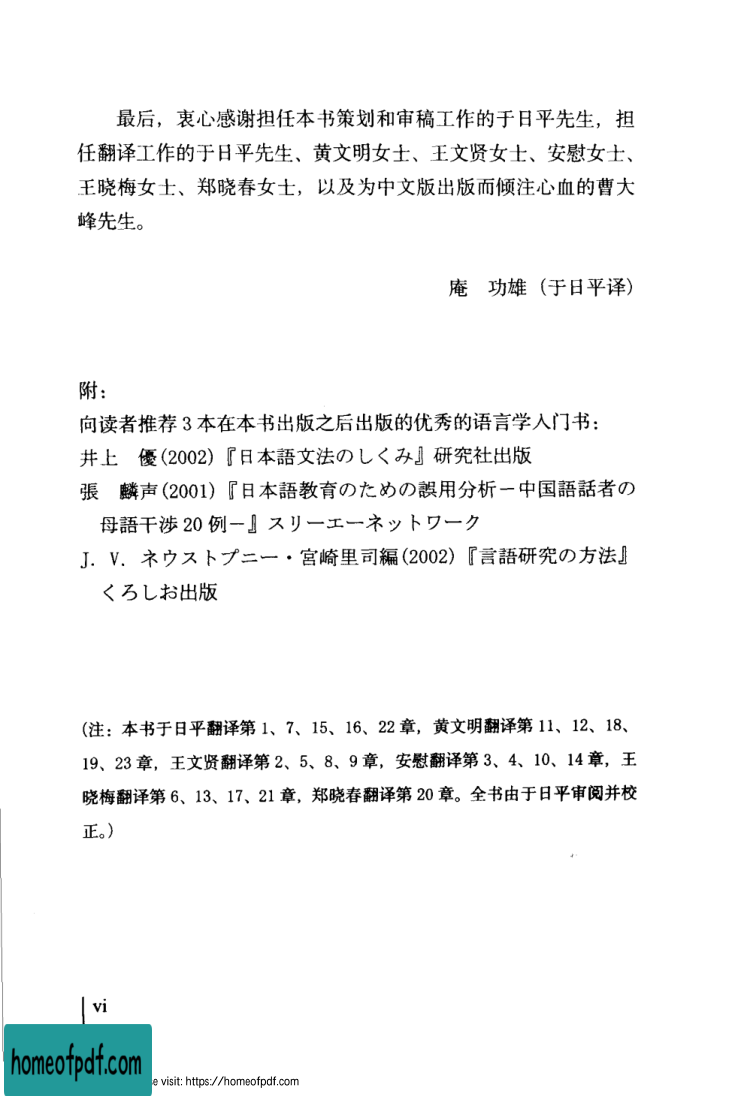 最后，衷心感谢担任本书策划和审稿工作的于日平先生，担
任翻译工作的于日平先生、黄文明女士、王文贤女士、安慰女士、
王晓梅女士、郑晓春女士，以及为中文版出版而倾注心血的曹大
峰先生。
庵　功雄（于日平译）
附：
向读者推荐 3 本在本书出版之后出版的优秀的语言学入门书：
井上　優(2002)『日本語文法のしくみ』研究社出版
張　麟声(2001)『日本語教育のための誤用分析－中国語話者の
母語干渉 20 例－』スリーエーネットワーク
J. V. ネウストプニー・宮崎里司編(2002)『言語研究の方法』
くろしお出版
(注：本书于日平翻译第 1、7、15、16、22 章，黄文明翻译第 11、12、18、
19、23 章，王文贤翻译第 2、5、8、9 章，安慰翻译第 3、4、10、14 章，王
晓梅翻译第 6、13、17、21 章，郑晓春翻译第 20 章。全书由于日平审阅并校
正。)
vi
homeofpdf.com
e visit: https://homeofpdf.com